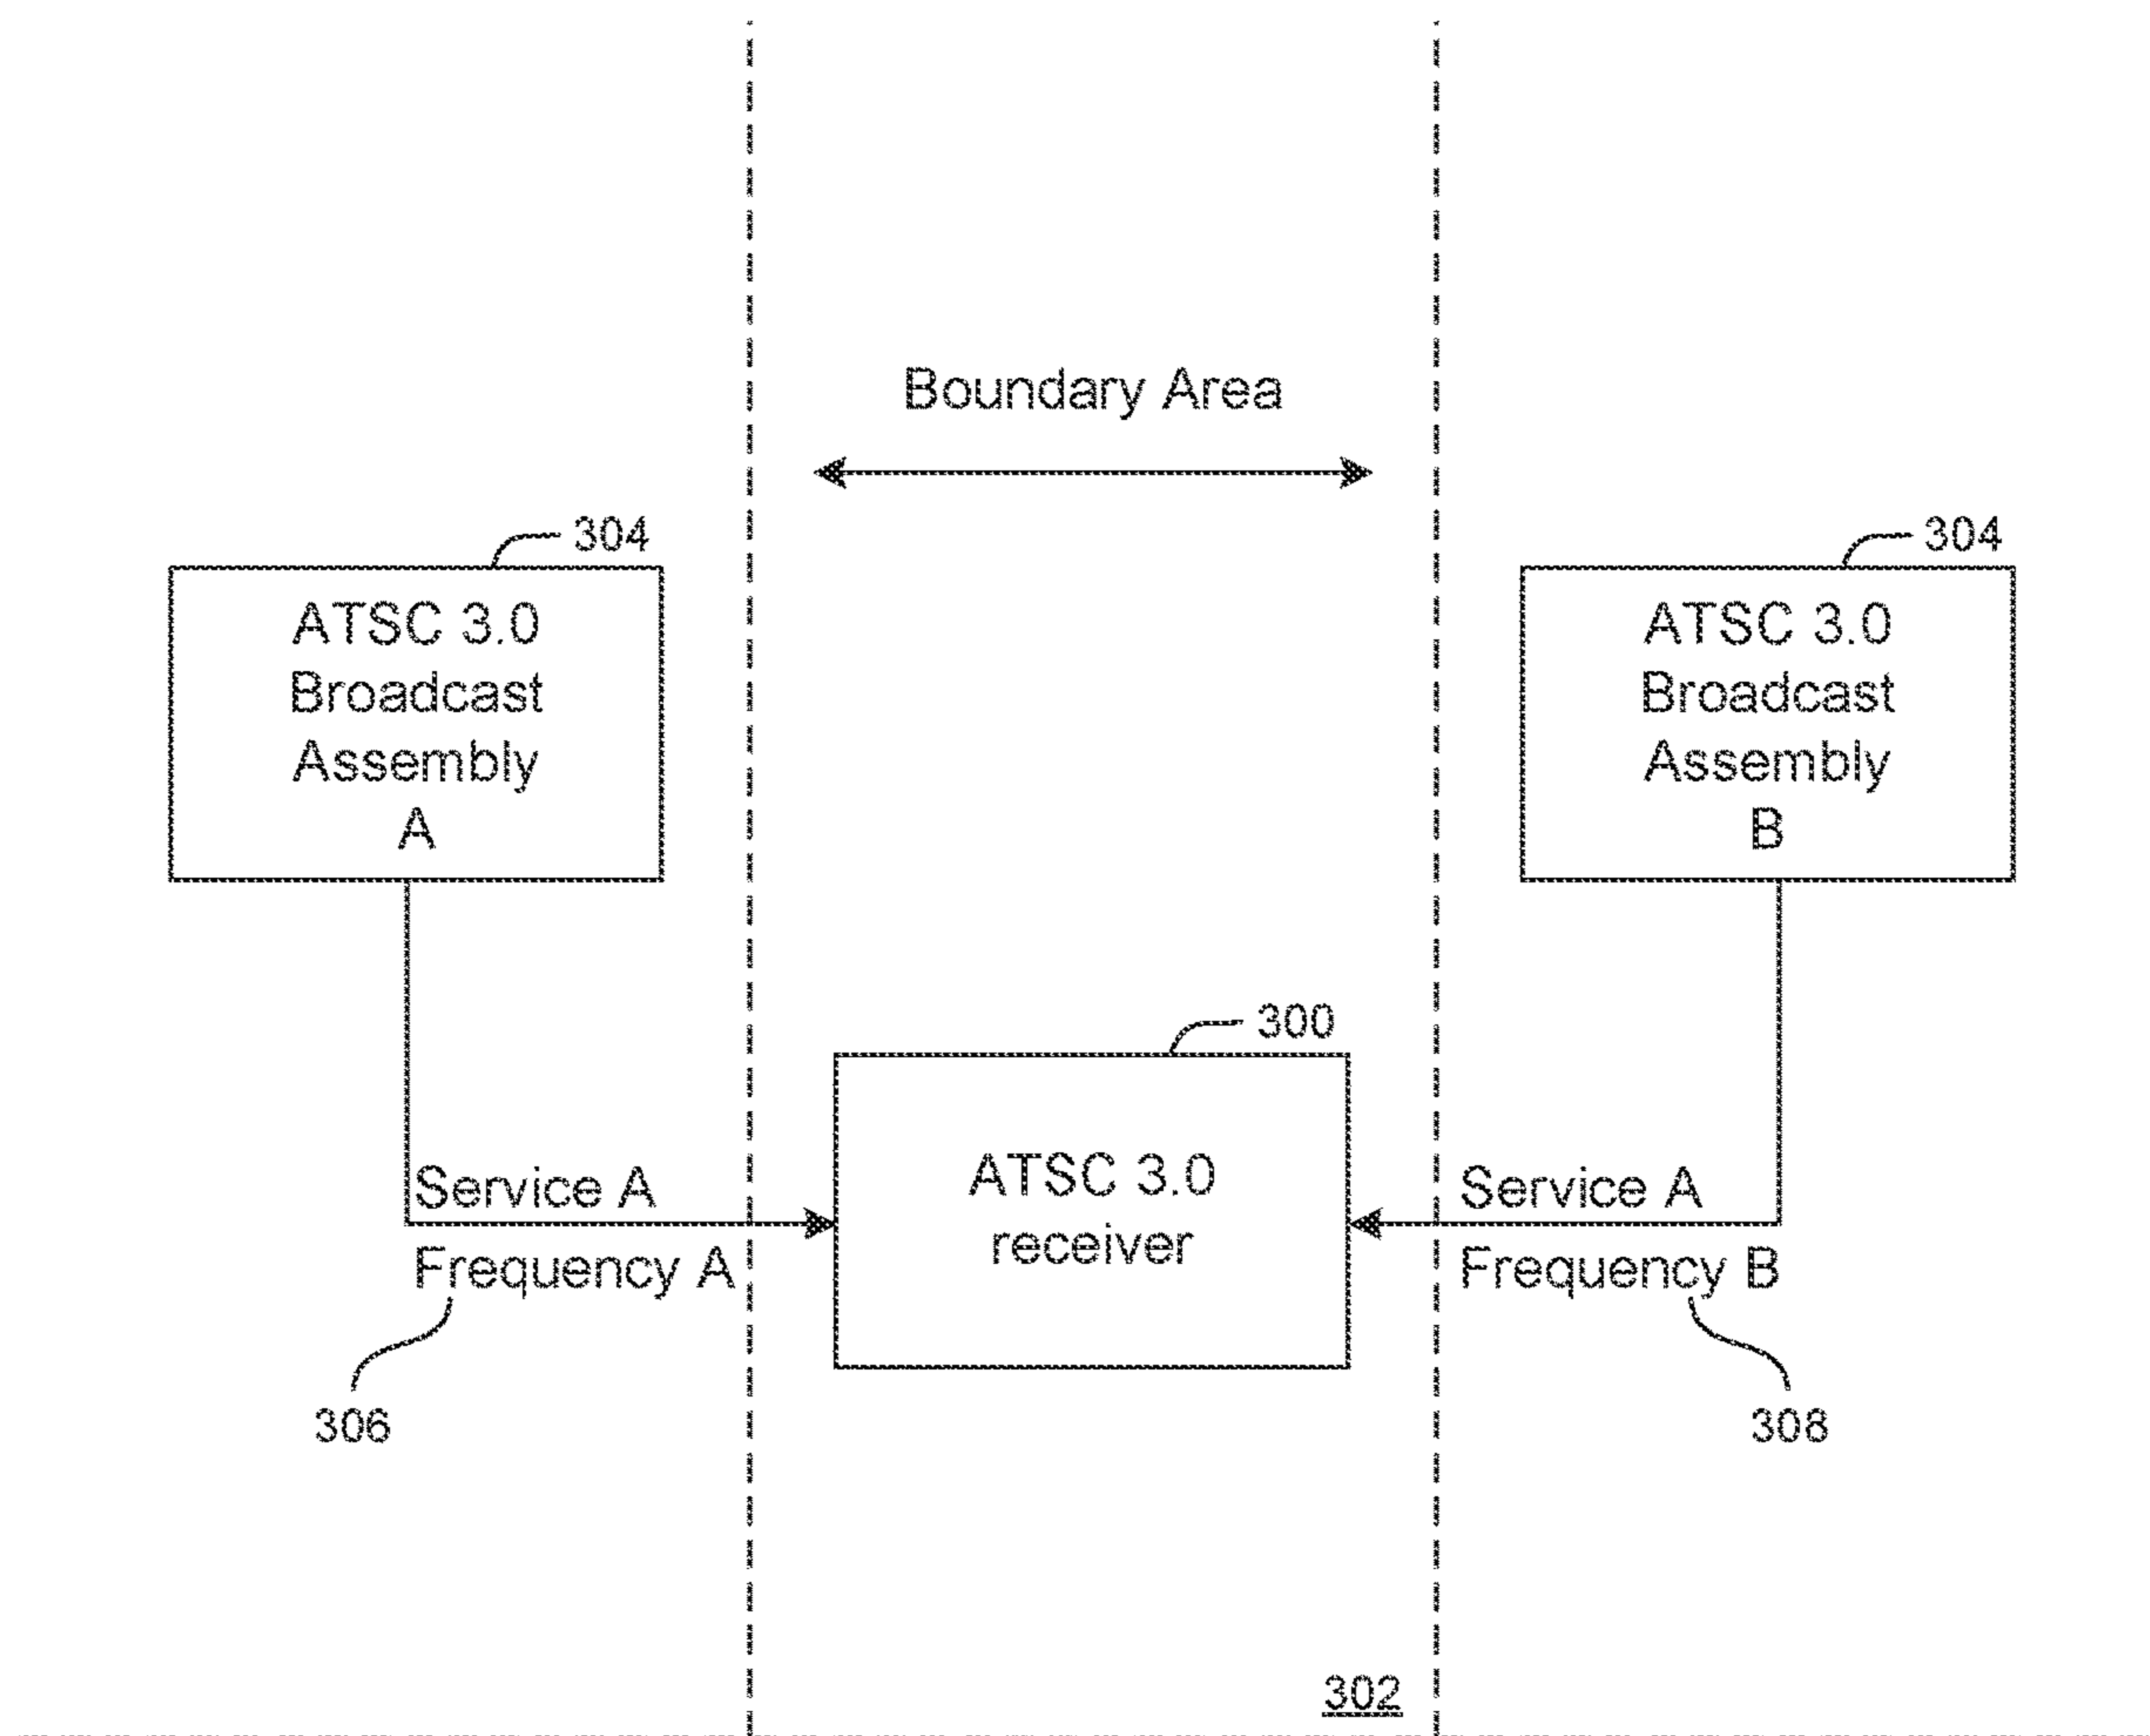 Boundary Area
304
ATSC 3.0
Broadcast
Assembly
A
304
ATSC 3.0
Broadcast
Assembly
B
300
ATSC 3.0
receiver
Service A
Frequency A
306
Service A
Frequency B
308
302